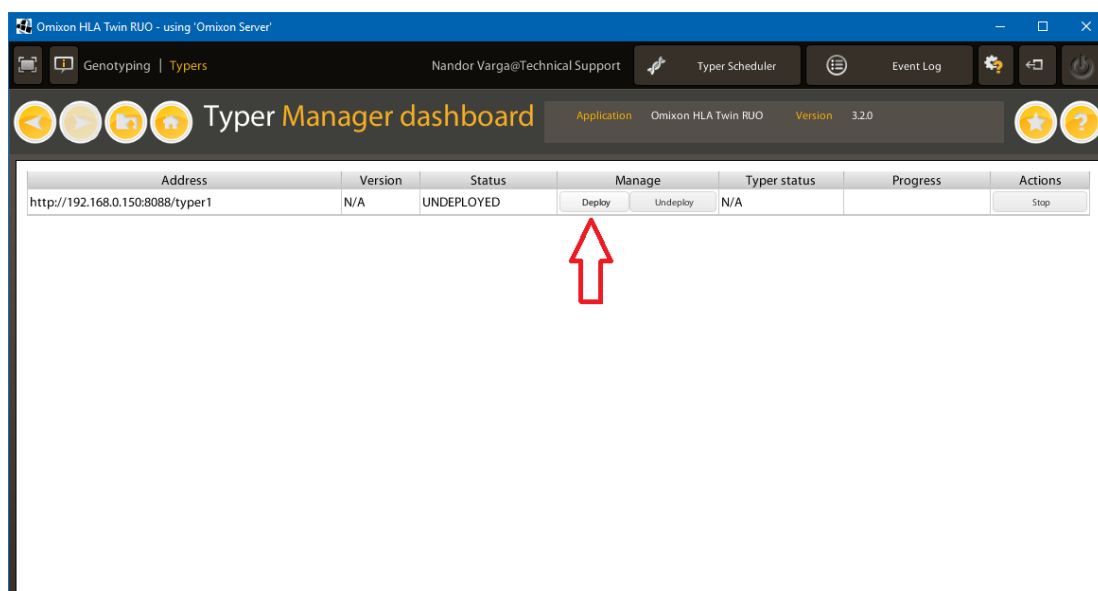 Omixon HLA Twin RUO - using 'Omixon Server'
Genotyping | Typers Nandor Varga@Technical Support Typer Scheduler Event Log
Typer Manager dashboard Application Omixon HLA Twin RUO Version 3.2.0
Address Version Status Manage Typer status Progress Actions
http://192.168.0.150:8088/typer1 N/A UNDEPLOYED Deploy Undeploy N/A Stop